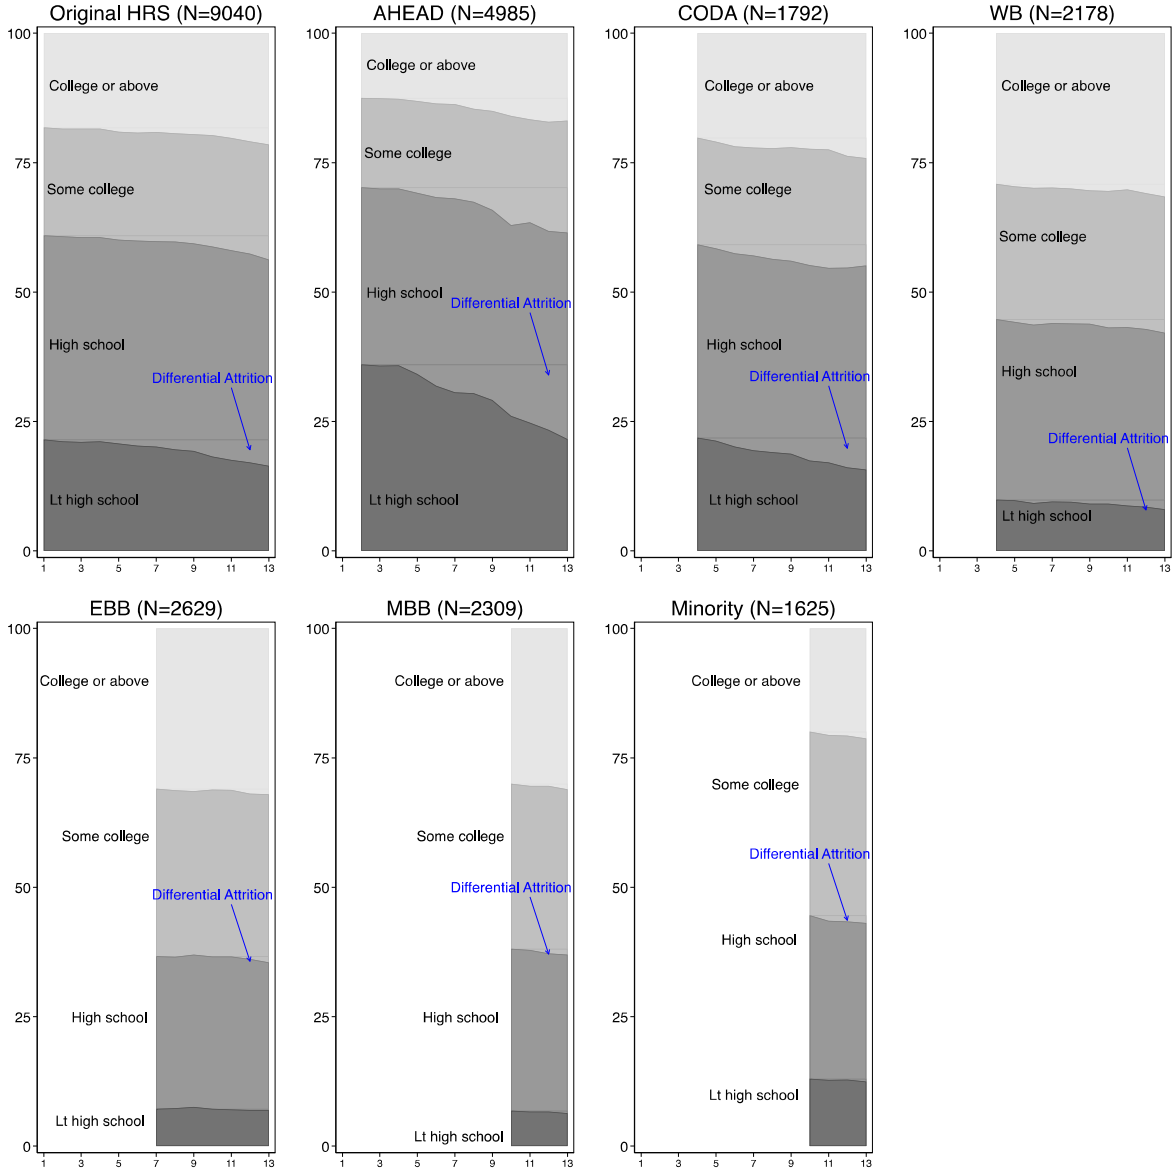 Original HRS (N=9040)
100
75
50
25
0
College or above
Some college
High school
Differential Attrition
Lt high school
1 3 5 7 9 11 13
AHEAD (N=4985)
100
75
50
25
0
College or above
Some college
High school
Differential Attrition
Lt high school
1 3 5 7 9 11 13
CODA (N=1792)
100
75
50
25
0
College or above
Some college
High school
Differential Attrition
Lt high school
1 3 5 7 9 11 13
WB (N=2178)
100
75
50
25
0
College or above
Some college
High school
Differential Attrition
Lt high school
1 3 5 7 9 11 13
EBB (N=2629)
100
75
50
25
0
College or above
Some college
Differential Attrition
High school
Lt high school
1 3 5 7 9 11 13
MBB (N=2309)
100
75
50
25
0
College or above
Some college
Differential Attrition
High school
Lt high school
1 3 5 7 9 11 13
Minority (N=1625)
100
75
50
25
0
College or above
Some college
Differential Attrition
High school
Lt high school
1 3 5 7 9 11 13